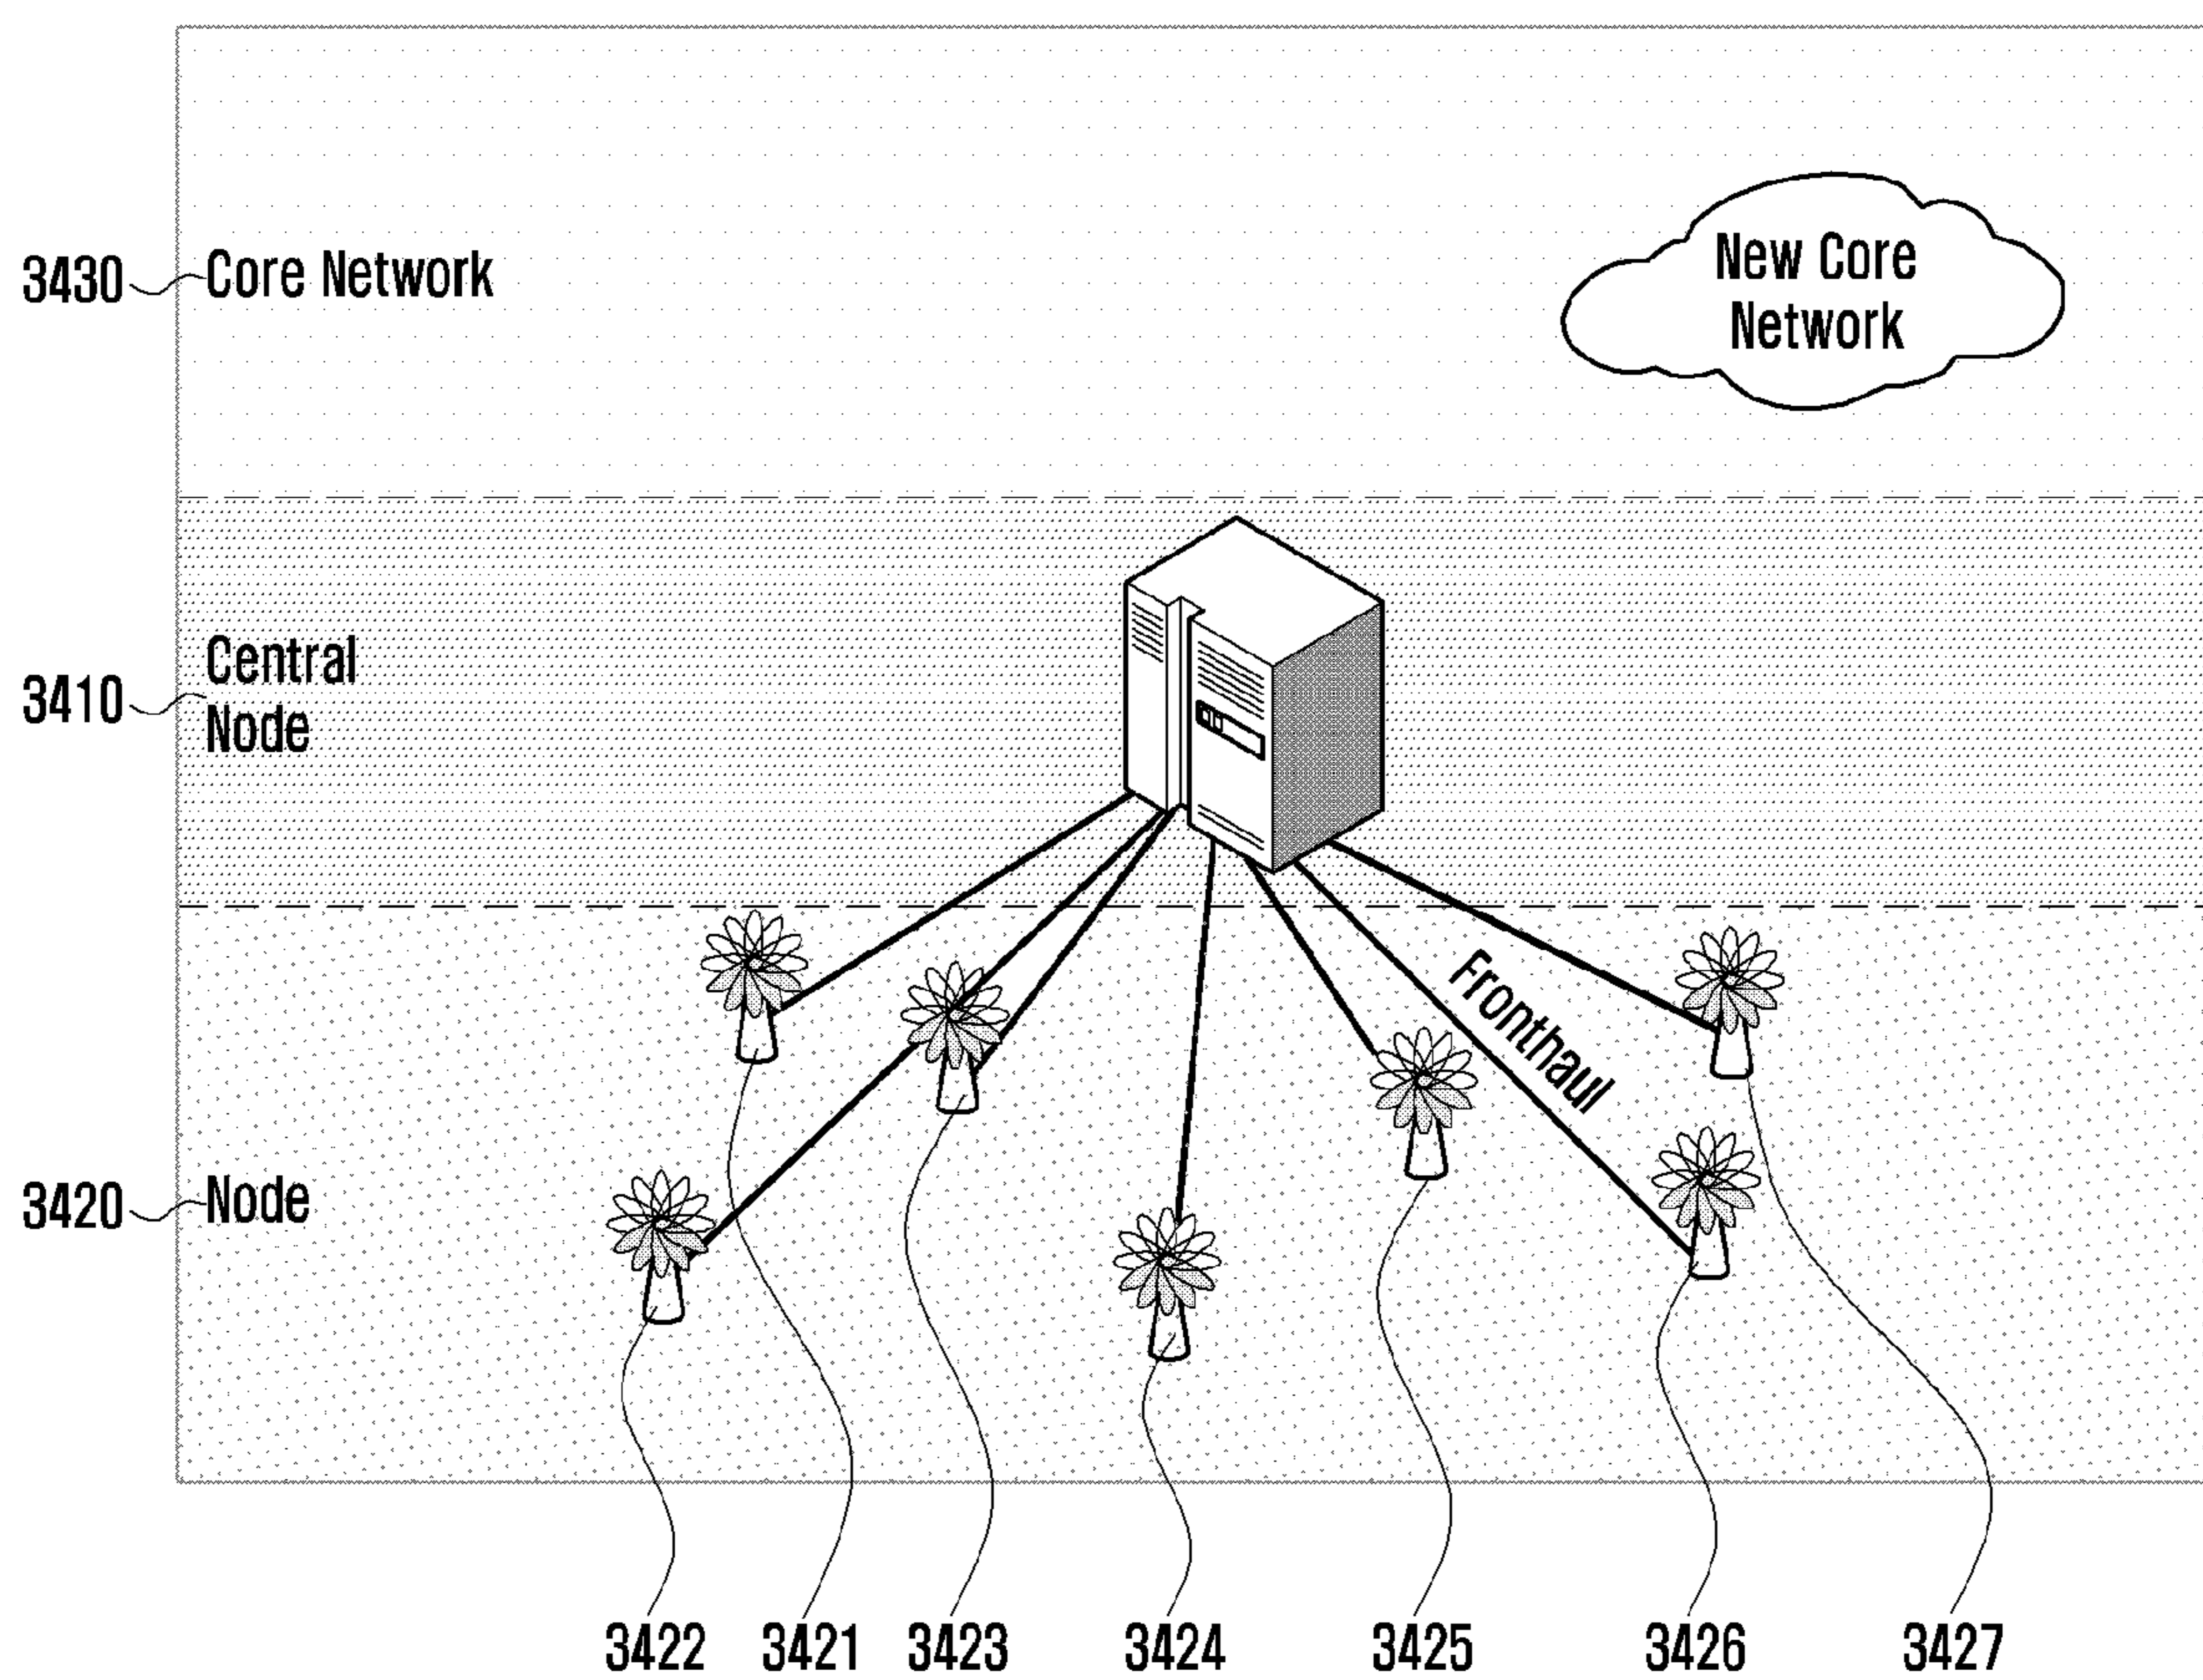 3430
Core Network
New Core
Network
3410
Central
Node
Fronthaul
3420
Node
3422
3421
3423
3424
3425
3426
3427